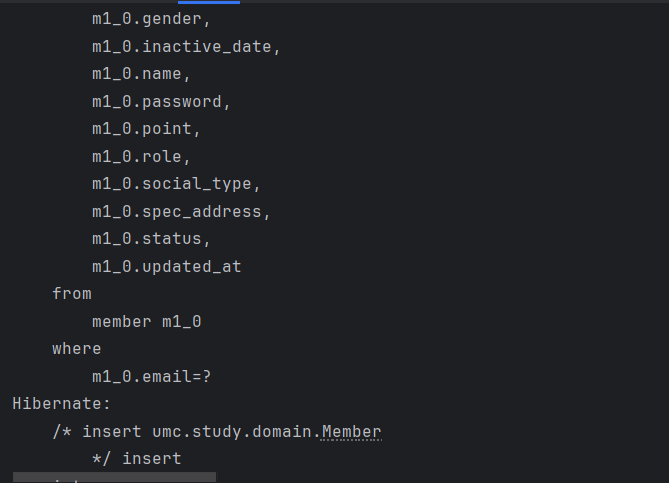 m1_0.gender,
m1_0.inactive_date,
m1_0.name,
m1_0.password,
m1_0.point,
m1_0.role,
m1_0.social_type,
m1_0.spec_address,
m1_0.status,
m1_0.updated_at
from
member m1_0
where
m1_0.email=?
Hibernate:
/* insert umc.study.domain.Member
*/ insert